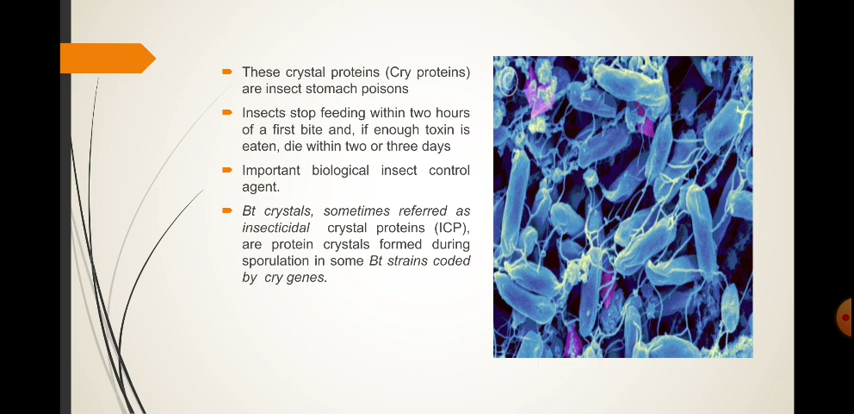 These crystal proteins (Cry proteins)
are insect stomach poisons
Insects stop feeding within two hours
of a first bite and, if enough toxin is
eaten, die within two or three days
Important biological insect control
agent.
Bt crystals, sometimes referred as
insecticidal crystal proteins (ICP),
are protein crystals formed during
sporulation in some Bt strains coded
by cry genes.